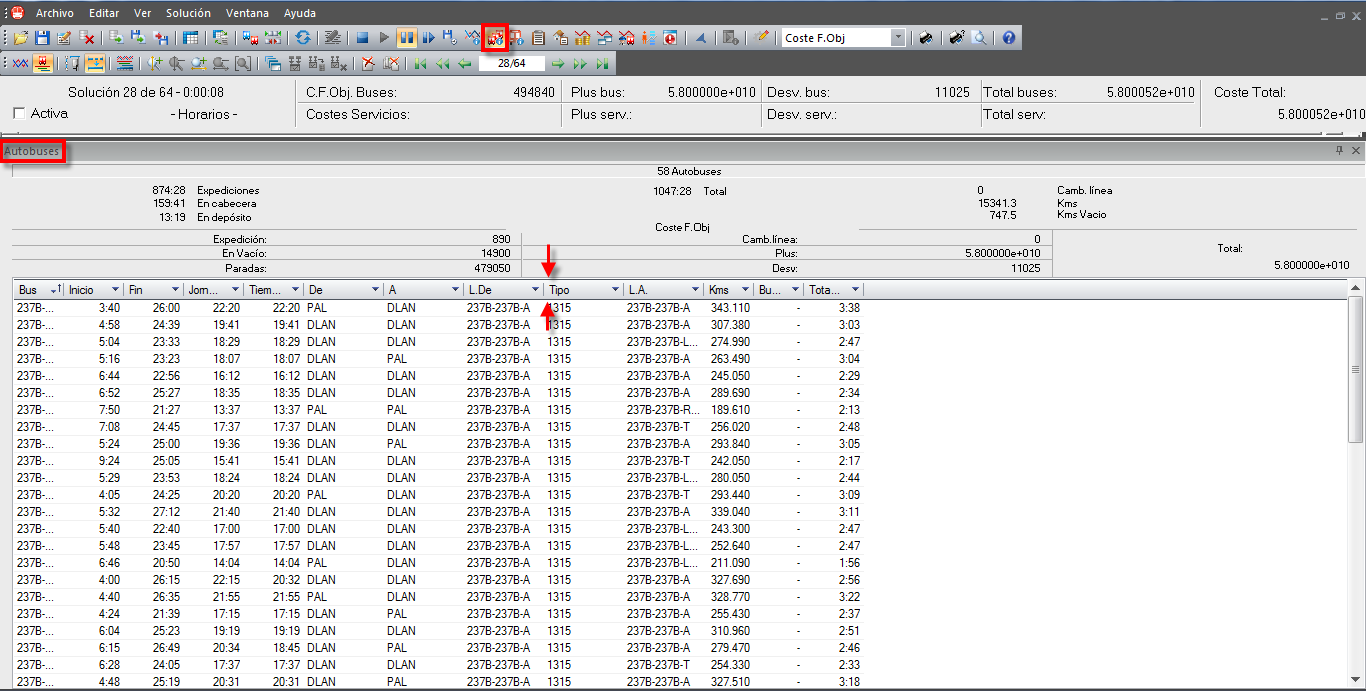 Archivo Editar Ver Solución Ventana Ayuda
Coste F.Obj
28/64
Solución 28 de 64 - 0:00:08 C.F.Obj. Buses: 494840 Plus bus: 5.800000e+010 Desv. bus: 11025 Total buses: 5.800052e+010 Coste Total:
Activa - Horarios - Costes Servicios: Plus serv.: Desv. serv.: Total serv: 5.800052e+010
Autobuses
58 Autobuses
874:28 Expediciones 1047:28 Total 0 Camb. línea
159:41 En cabecera 15341.3 Kms
13:19 En depósito 747.5 Kms Vacio
Coste F.Obj
Expedición: 890 Camb.línea: 0 Total:
En Vacío: 14900 Plus: 5.800000e+010
Paradas: 479050 Desv: 11025 5.800000e+010
Bus Inicio Fin Jorn... Tiem... De A L.De Tipo L.A. Kms Bu... Tota...
237B-... 3:40 26:00 22:20 22:20 PAL DLAN 237B-237B-A 1315 237B-237B-A 343.110 - 3:38
237B-... 4:58 24:39 19:41 19:41 DLAN DLAN 237B-237B-A 1315 237B-237B-A 307.380 - 3:03
237B-... 5:04 23:33 18:29 18:29 DLAN DLAN 237B-237B-A 1315 237B-237B-L... 274.990 - 2:47
237B-... 5:16 23:23 18:07 18:07 DLAN PAL 237B-237B-A 1315 237B-237B-A 263.490 - 3:04
237B-... 6:44 22:56 16:12 16:12 DLAN DLAN 237B-237B-A 1315 237B-237B-A 245.050 - 2:29
237B-... 6:52 25:27 18:35 18:35 DLAN DLAN 237B-237B-A 1315 237B-237B-A 289.690 - 2:34
237B-... 7:50 21:27 13:37 13:37 PAL PAL 237B-237B-A 1315 237B-237B-R... 189.610 - 2:13
237B-... 7:08 24:45 17:37 17:37 DLAN DLAN 237B-237B-A 1315 237B-237B-T 256.020 - 2:48
237B-... 5:24 25:00 19:36 19:36 DLAN PAL 237B-237B-A 1315 237B-237B-A 293.840 - 3:05
237B-... 9:24 25:05 15:41 15:41 DLAN DLAN 237B-237B-A 1315 237B-237B-T 242.050 - 2:17
237B-... 5:29 23:53 18:24 18:24 DLAN DLAN 237B-237B-A 1315 237B-237B-L... 280.050 - 2:44
237B-... 4:05 24:25 20:20 20:20 PAL DLAN 237B-237B-A 1315 237B-237B-T 293.440 - 3:09
237B-... 5:32 27:12 21:40 21:40 DLAN DLAN 237B-237B-A 1315 237B-237B-A 339.040 - 3:11
237B-... 5:40 22:40 17:00 17:00 DLAN DLAN 237B-237B-A 1315 237B-237B-L... 243.300 - 2:47
237B-... 5:48 23:45 17:57 17:57 DLAN DLAN 237B-237B-A 1315 237B-237B-L... 252.640 - 2:47
237B-... 6:46 20:50 14:04 14:04 PAL DLAN 237B-237B-A 1315 237B-237B-L... 211.090 - 1:56
237B-... 4:00 26:15 22:15 20:32 DLAN DLAN 237B-237B-A 1315 237B-237B-A 327.690 - 2:56
237B-... 4:40 26:35 21:55 21:55 PAL DLAN 237B-237B-A 1315 237B-237B-A 328.770 - 3:22
237B-... 4:24 21:39 17:15 17:15 DLAN PAL 237B-237B-A 1315 237B-237B-A 255.430 - 2:37
237B-... 6:04 25:23 19:19 19:19 DLAN DLAN 237B-237B-A 1315 237B-237B-A 310.960 - 2:51
237B-... 6:15 26:49 20:34 18:45 DLAN PAL 237B-237B-A 1315 237B-237B-A 279.470 - 2:46
237B-... 6:28 24:05 17:37 17:37 DLAN DLAN 237B-237B-A 1315 237B-237B-T 254.330 - 2:33
237B-... 4:48 25:19 20:31 20:31 DLAN PAL 237B-237B-A 1315 237B-237B-A 327.510 - 3:18